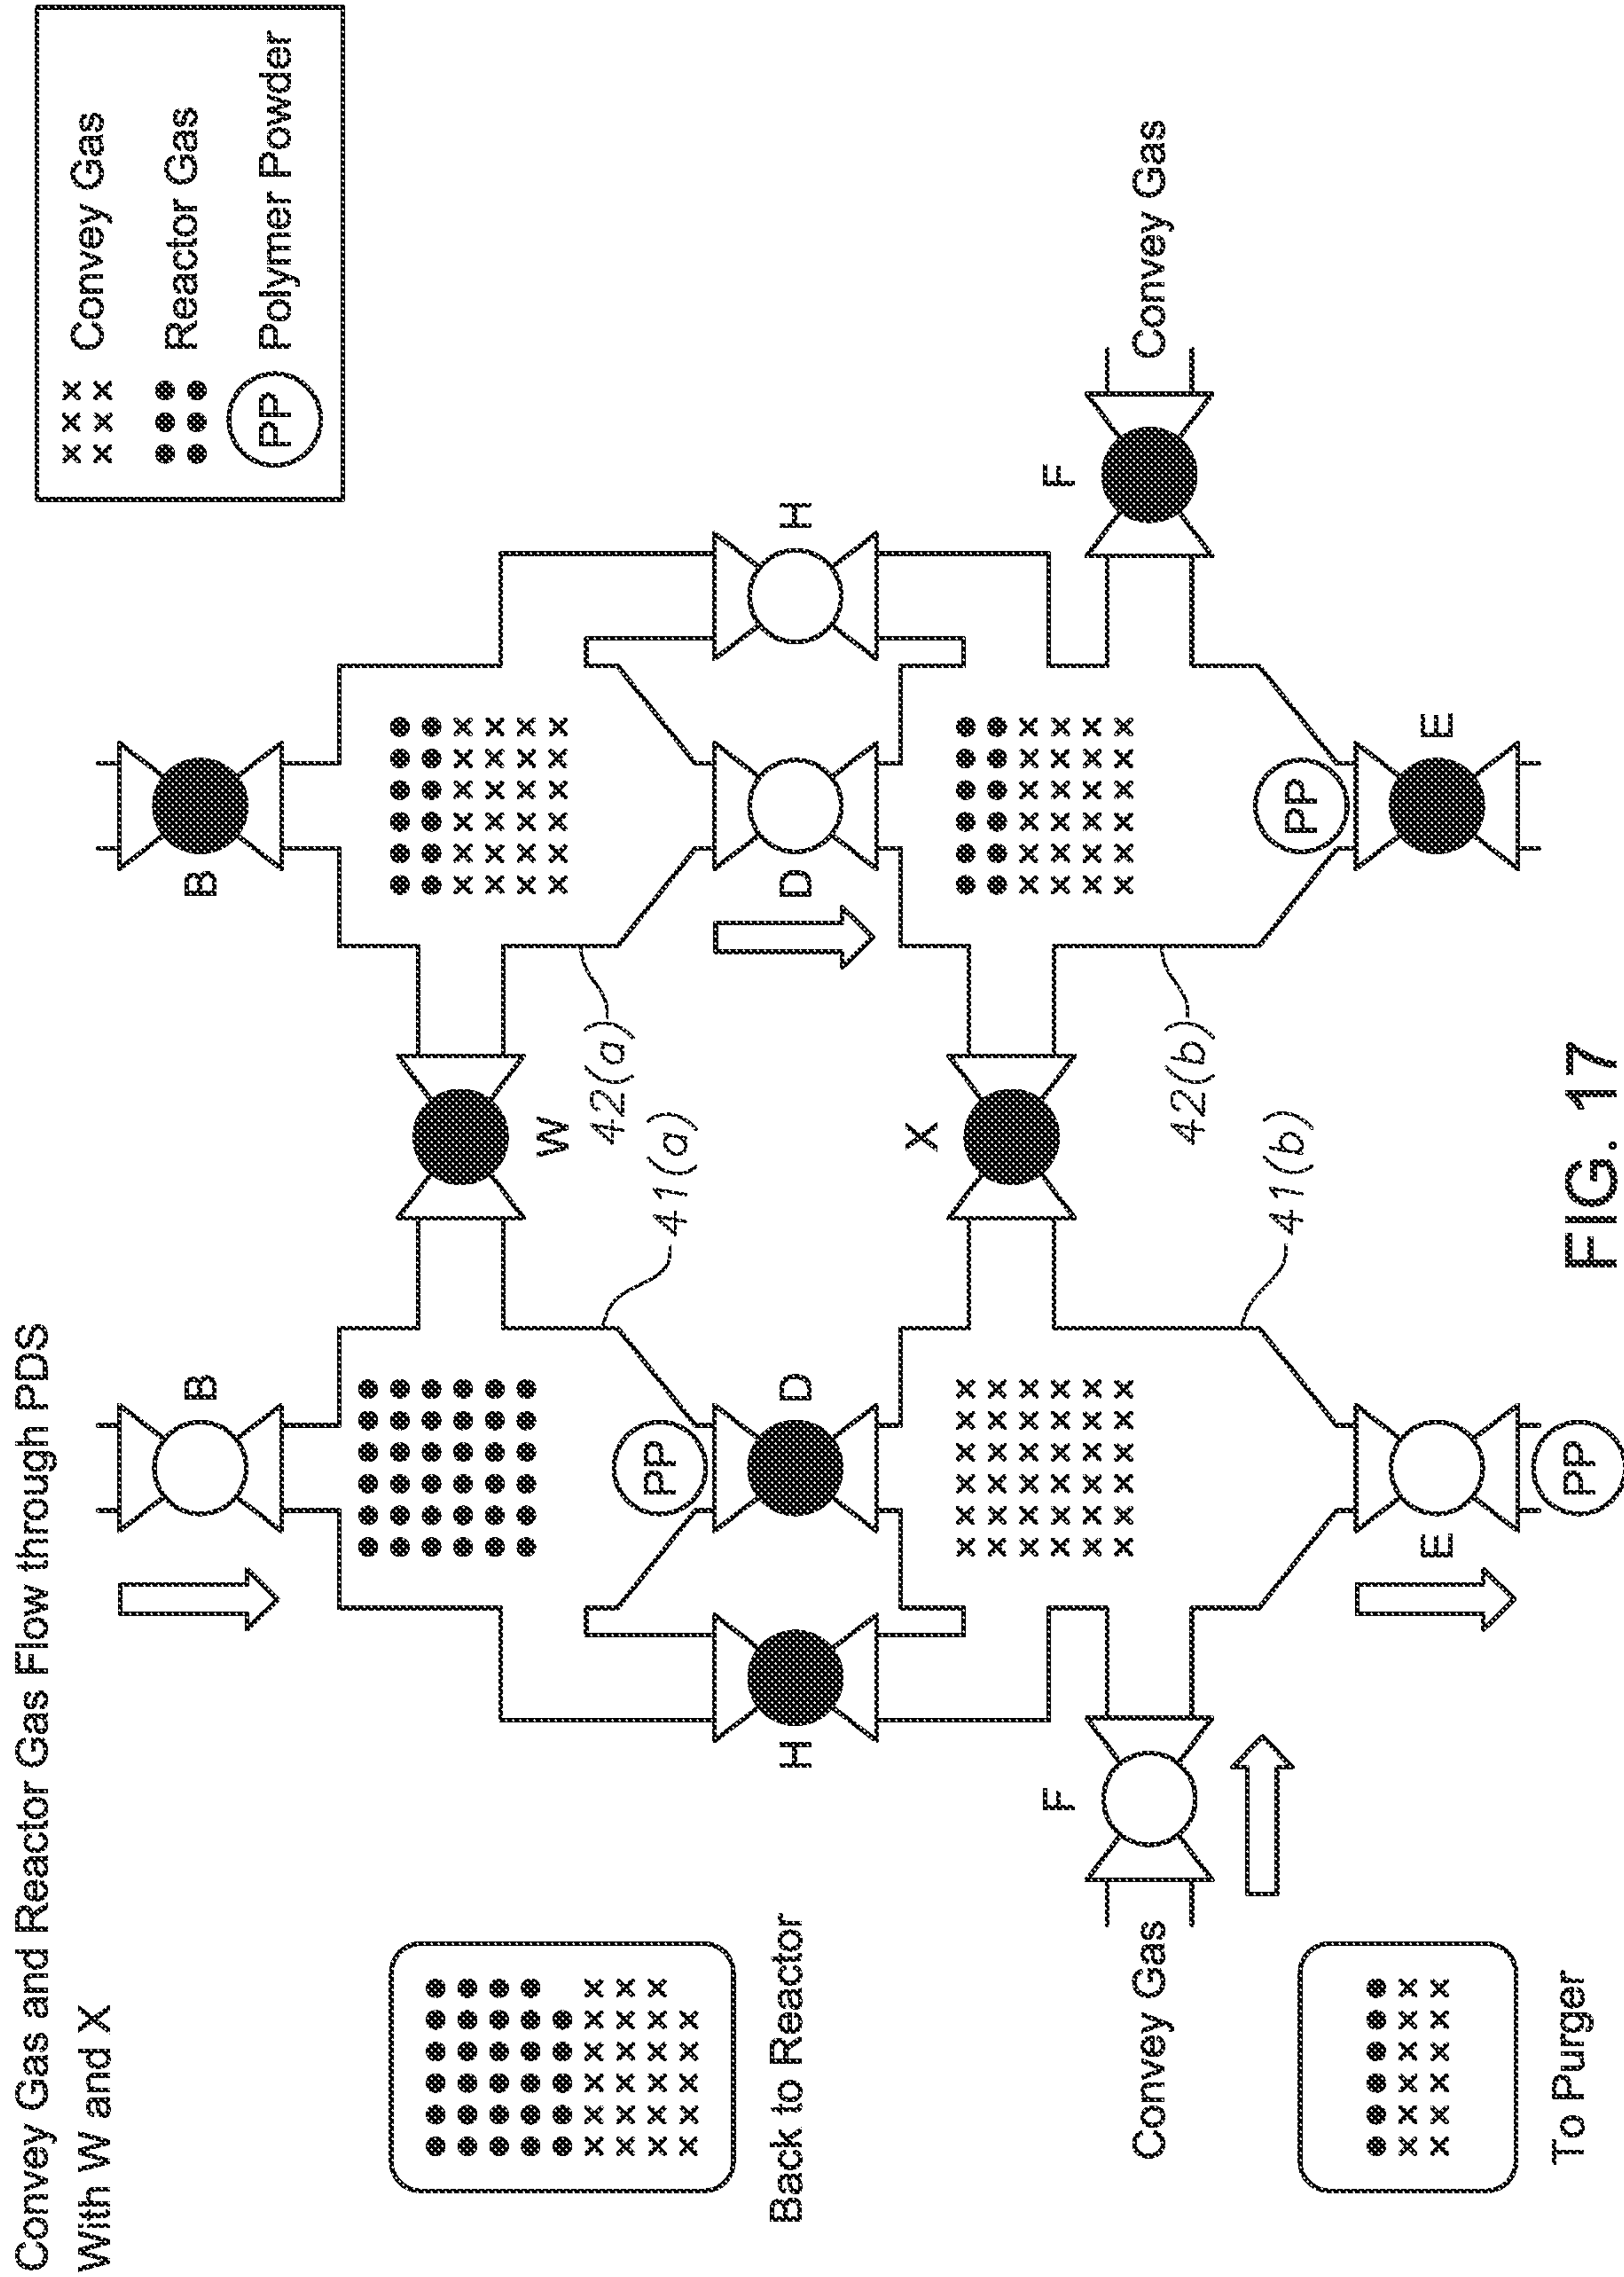 Convey Gas and Reactor Gas Flow through PDS
With W and X
Convey Gas
Reactor Gas
PP Polymer Powder
B
B
W
42(a)
41(a)
PP
H
D
D
H
Back to Reactor
X
F
F
Convey Gas
Convey Gas
42(b)
41(b)
PP
E
E
To Purger
PP
FIG. 17